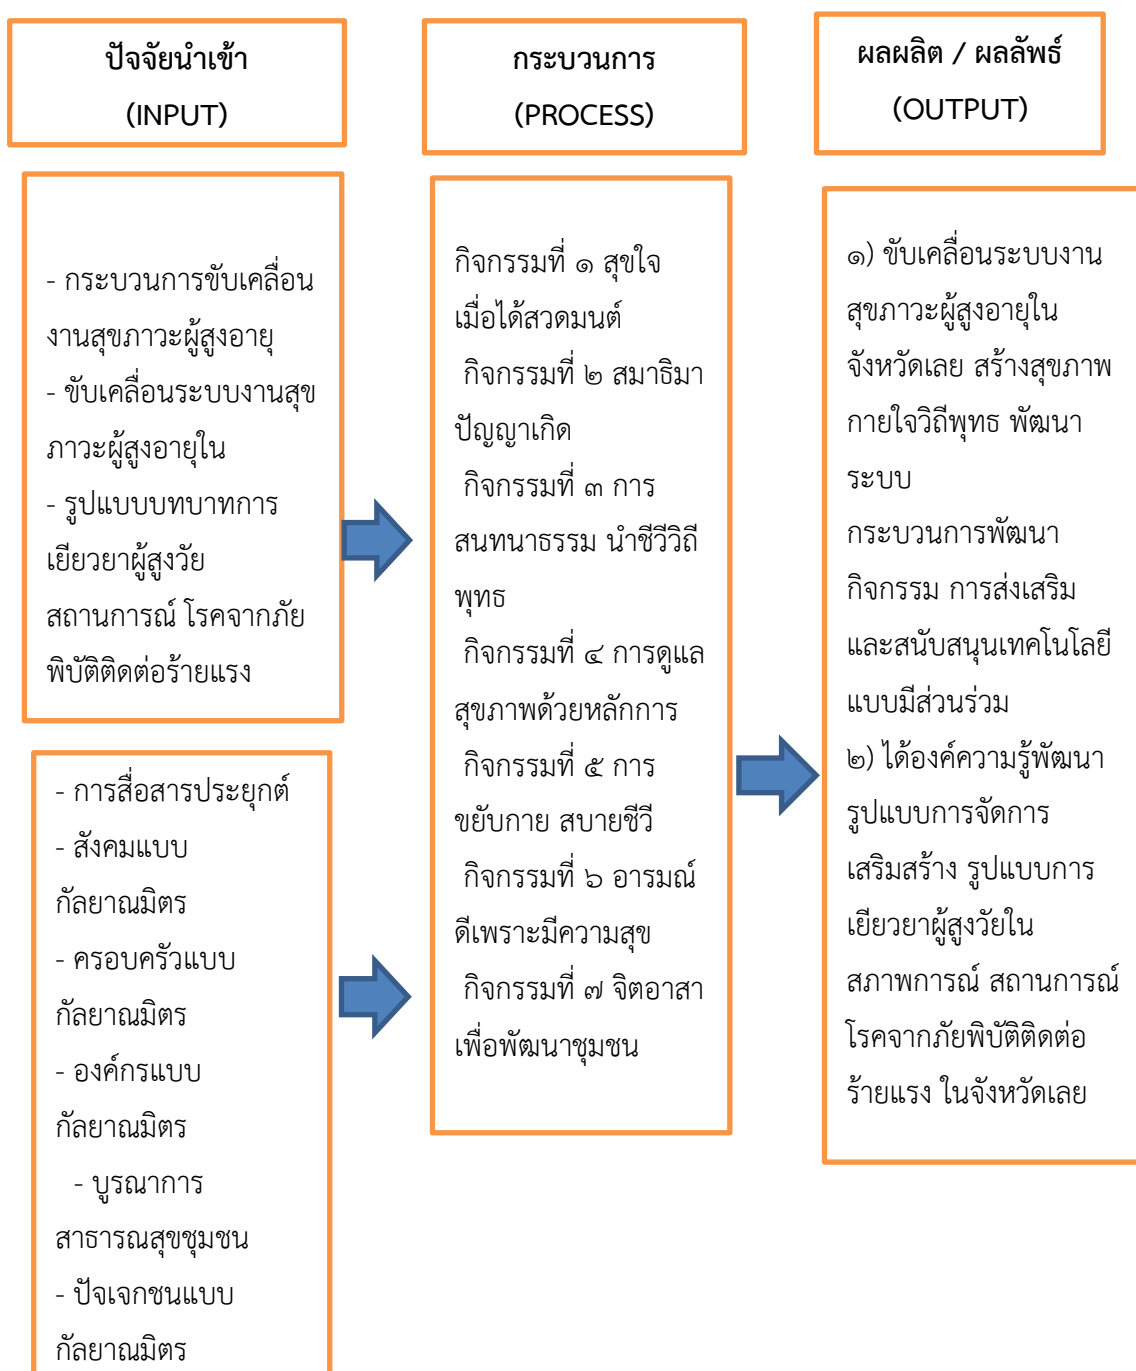 ปัจจัยนำเข้า
(INPUT)
กระบวนการ
(PROCESS)
ผลผลิต / ผลลัพธ์
(OUTPUT)
- กระบวนการขับเคลื่อน
งานสุขภาวะผู้สูงอายุ
- ขับเคลื่อนระบบงานสุข
ภาวะผู้สูงอายุใน
- รูปแบบบทบาทการ
เยียวยาผู้สูงวัย
สถานการณ์ โรคจากภัย
พิบัติติดต่อร้ายแรง
- การสื่อสารประยุกต์
- สังคมแบบ
กัลยาณมิตร
- ครอบครัวแบบ
กัลยาณมิตร
- องค์กรแบบ
กัลยาณมิตร
- บูรณาการ
สาธารณสุขชุมชน
- ปัจเจกชนแบบ
กัลยาณมิตร
กิจกรรมที่ ๑ สุขใจ
เมื่อได้สวดมนต์
กิจกรรมที่ ๒ สมาธิมา
ปัญญาเกิด
กิจกรรมที่ ๓ การ
สนทนาธรรม นำชีวีวิถี
พุทธ
กิจกรรมที่ ๔ การดูแล
สุขภาพด้วยหลักการ
กิจกรรมที่ ๕ การ
ขยับกาย สบายชีวี
กิจกรรมที่ ๖ อารมณ์
ดีเพราะมีความสุข
กิจกรรมที่ ๗ จิตอาสา
เพื่อพัฒนาชุมชน
๑) ขับเคลื่อนระบบงาน
สุขภาวะผู้สูงอายุใน
จังหวัดเลย สร้างสุขภาพ
กายใจวิถีพุทธ พัฒนา
ระบบ
กระบวนการพัฒนา
กิจกรรม การส่งเสริม
และสนับสนุนเทคโนโลยี
แบบมีส่วนร่วม
๒) ได้องค์ความรู้พัฒนา
รูปแบบการจัดการ
เสริมสร้าง รูปแบบการ
เยียวยาผู้สูงวัยใน
สภาพการณ์ สถานการณ์
โรคจากภัยพิบัติติดต่อ
ร้ายแรง ในจังหวัดเลย